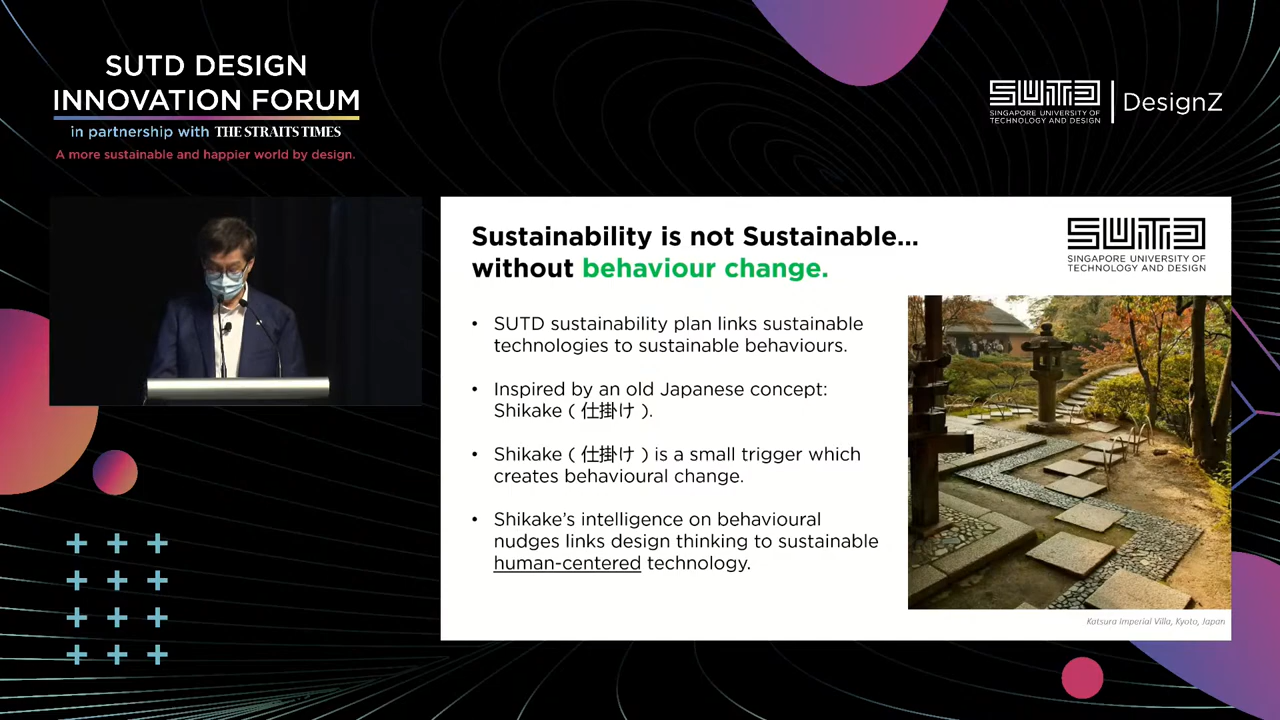 SUTD DESIGN
INNOVATION FORUM
in partnership with THE STRAITS TIMES
A more sustainable and happier world by design.
SUTD
SINGAPORE UNIVERSITY OF
TECHNOLOGY AND DESIGN
DesignZ
Sustainability is not Sustainable...
without behaviour change.
SUTD
SINGAPORE UNIVERSITY OF
TECHNOLOGY AND DESIGN
• SUTD sustainability plan links sustainable
technologies to sustainable behaviours.
• Inspired by an old Japanese concept:
Shikake ( 仕掛け ).
• Shikake ( 仕掛け ) is a small trigger which
creates behavioural change.
• Shikake's intelligence on behavioural
nudges links design thinking to sustainable
human-centered technology.
Katsura Imperial Villa, Kyoto, Japan